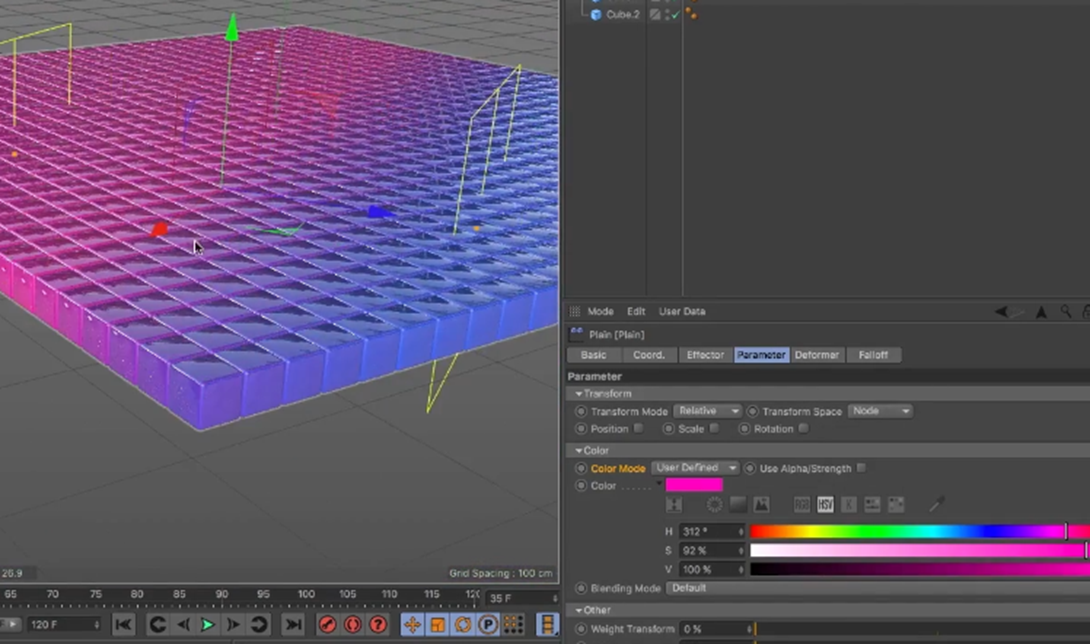 Cube.2
Mode Edit User Data
Plain [Plain]
Basic Coord. Effector Parameter Deformer Falloff
Parameter
Transform
Transform Mode Relative Transform Space Node
Position Scale Rotation
Color
Color Mode User Defined Use Alpha/Strength
Color ......
HSV K
H 312 °
S 92 %
V 100 %
Blending Mode Default
Other
Weight Transform 0 %
26.9 Grid Spacing : 100 cm
65 70 75 80 85 90 95 100 105 110 115 35 F
120 F ? P